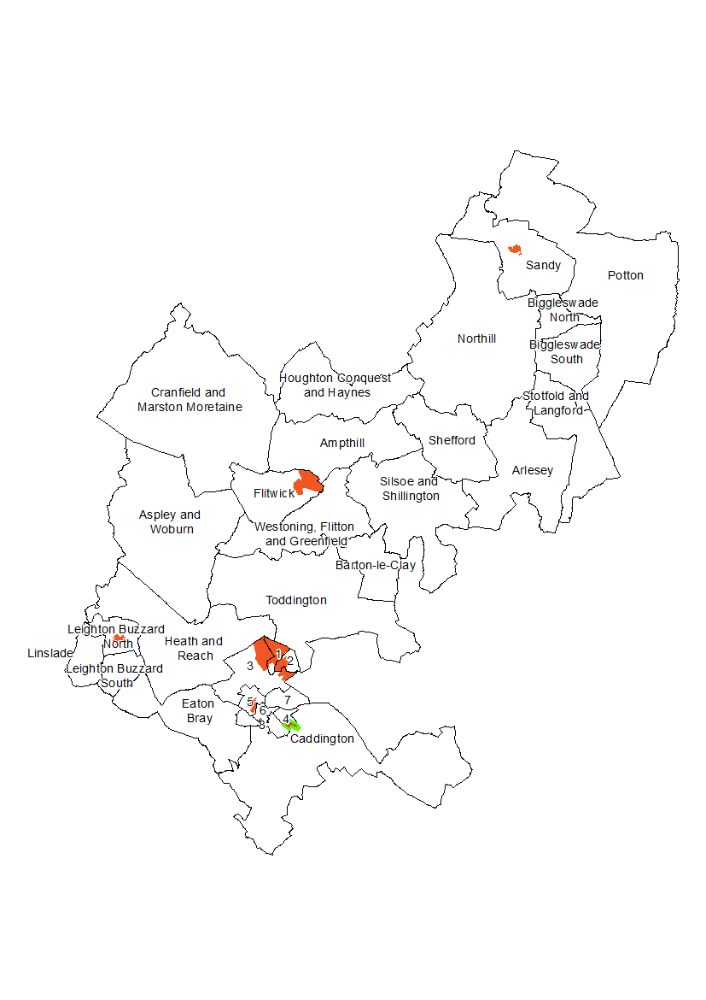 Sandy
Potton
Biggleswade
North
Northill
Biggleswade
South
Houghton Conquest
and Haynes
Cranfield and
Marston Moretaine
Stotfold and
Langford
Ampthill
Shefford
Arlesey
Silsoe and
Shillington
Flitwick
Aspley and
Woburn
Westoning, Flitton
and Greenfield
Barton-le-Clay
Toddington
Leighton Buzzard
North
Heath and
Reach
Linslade
1
2
3
Leighton Buzzard
South
Eaton
Bray
5
7
6
4
8
Caddington